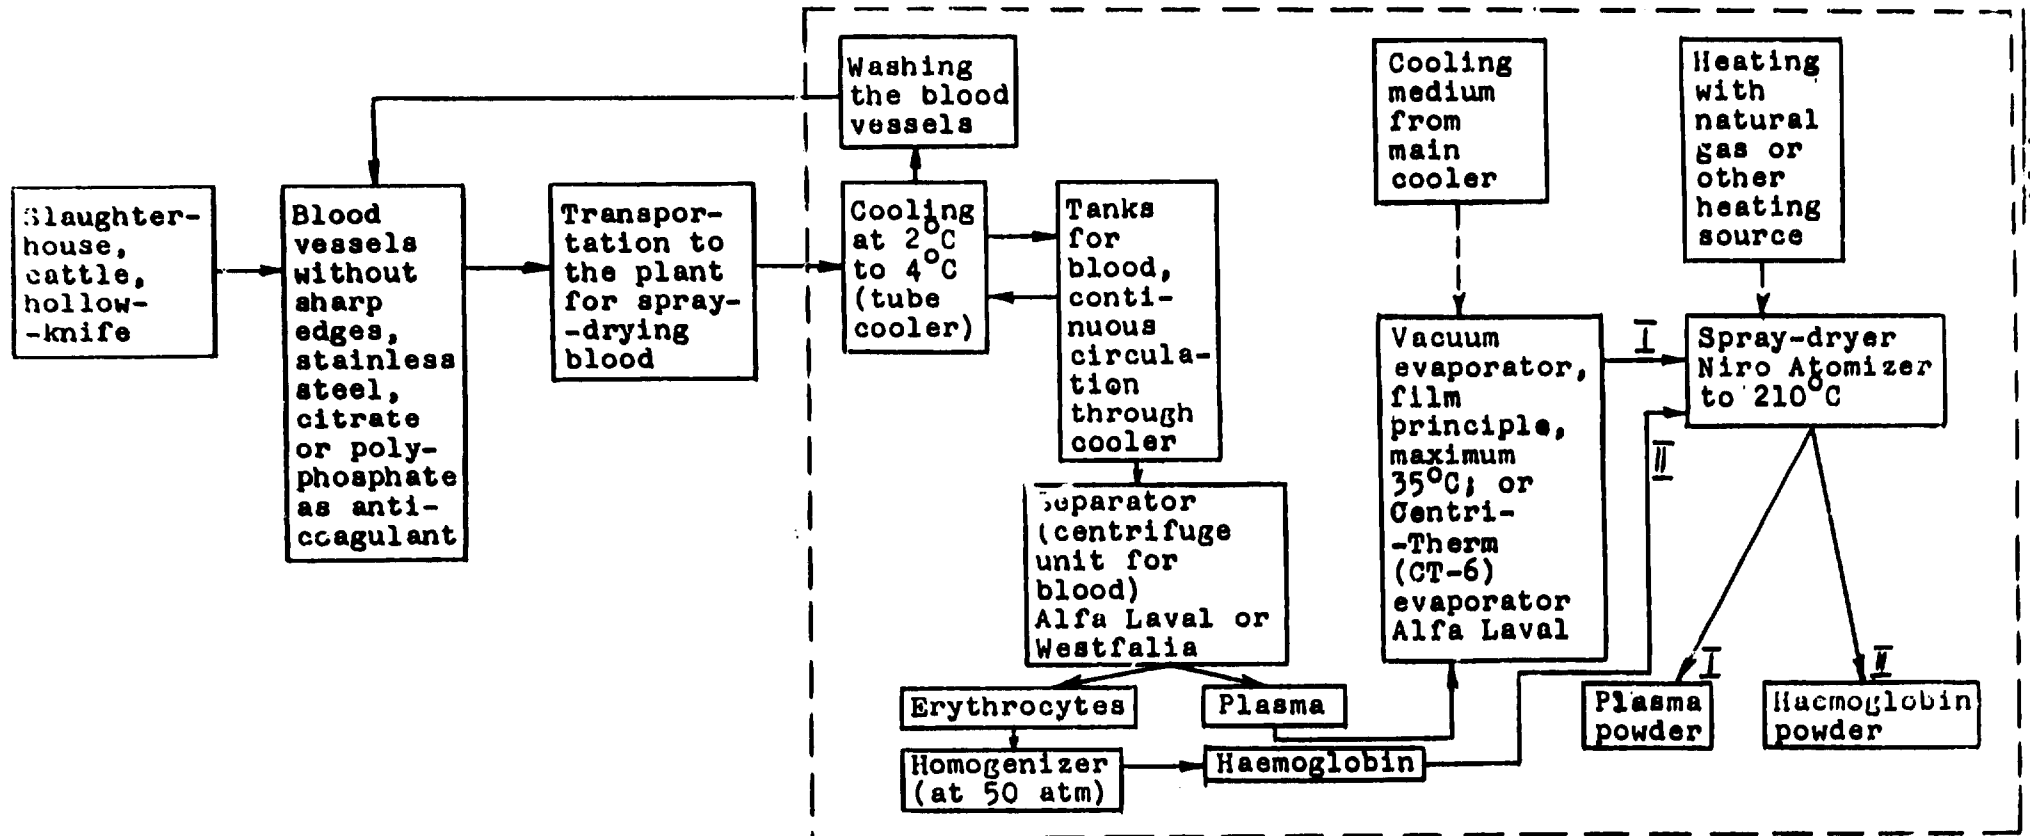 Washing
the blood
vessels
Cooling
medium
from
main
cooler
Heating
with
natural
gas or
other
heating
source
Slaughter-
house,
cattle,
hollow-
-knife
Blood
vessels
without
sharp
edges,
stainless
steel,
citrate
or poly-
phosphate
as anti-
coagulant
Transpor-
tation to
the plant
for spray-
-drying
blood
Cooling
at 2°C
to 4°C
(tube
cooler)
Tanks
for
blood,
conti-
nuous
circula-
tion
through
cooler
Separator
(centrifuge
unit for
blood)
Alfa Laval or
Westfalia
Vacuum
evaporator,
film
principle,
maximum
35°C; or
Centri-
-Therm
(CT-6)
evaporator
Alfa Laval
I
II
Spray-dryer
Niro Atomizer
to 210°C
Erythrocytes
Plasma
Homogenizer
(at 50 atm)
Haemoglobin
I
II
Plasma
powder
Haemoglobin
powder